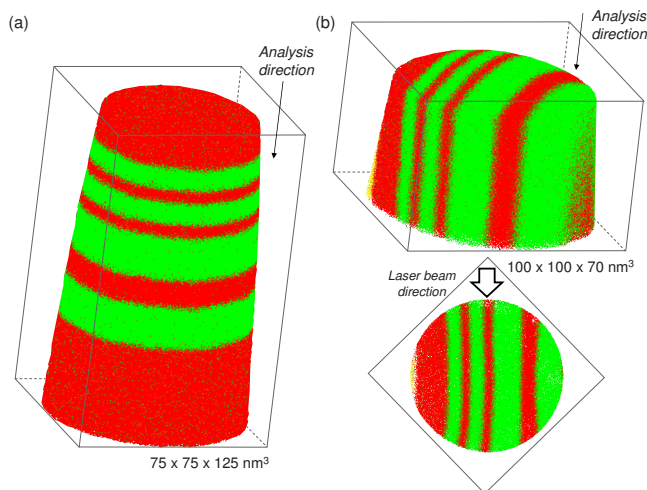 (a)
Analysis
direction
75 x 75 x 125 nm³
(b)
Analysis
direction
100 x 100 x 70 nm³
Laser beam
direction